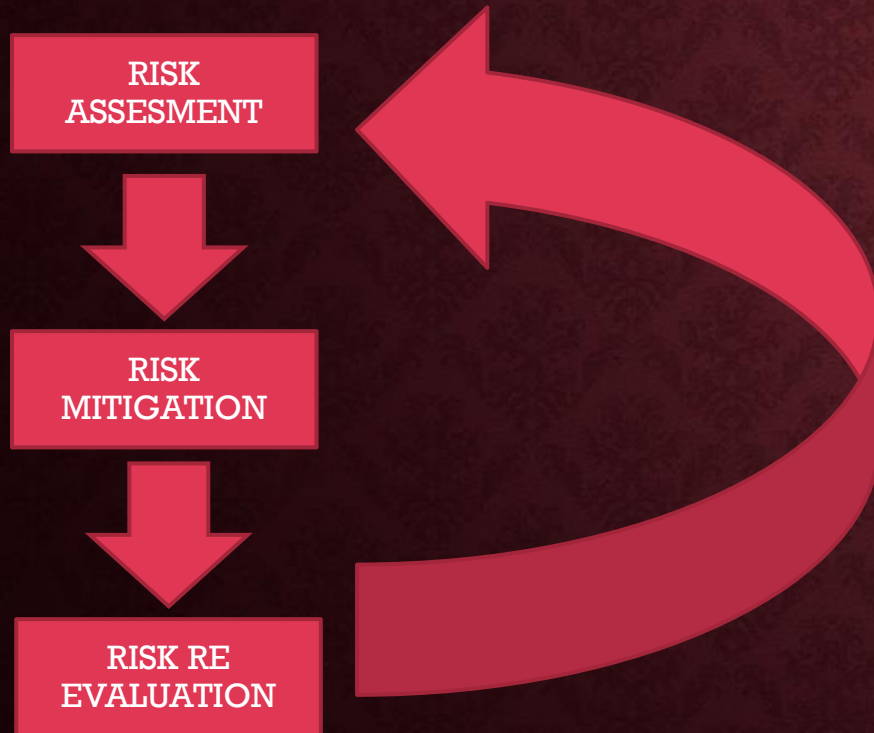 RISK
ASSESMENT
RISK
MITIGATION
RISK RE
EVALUATION